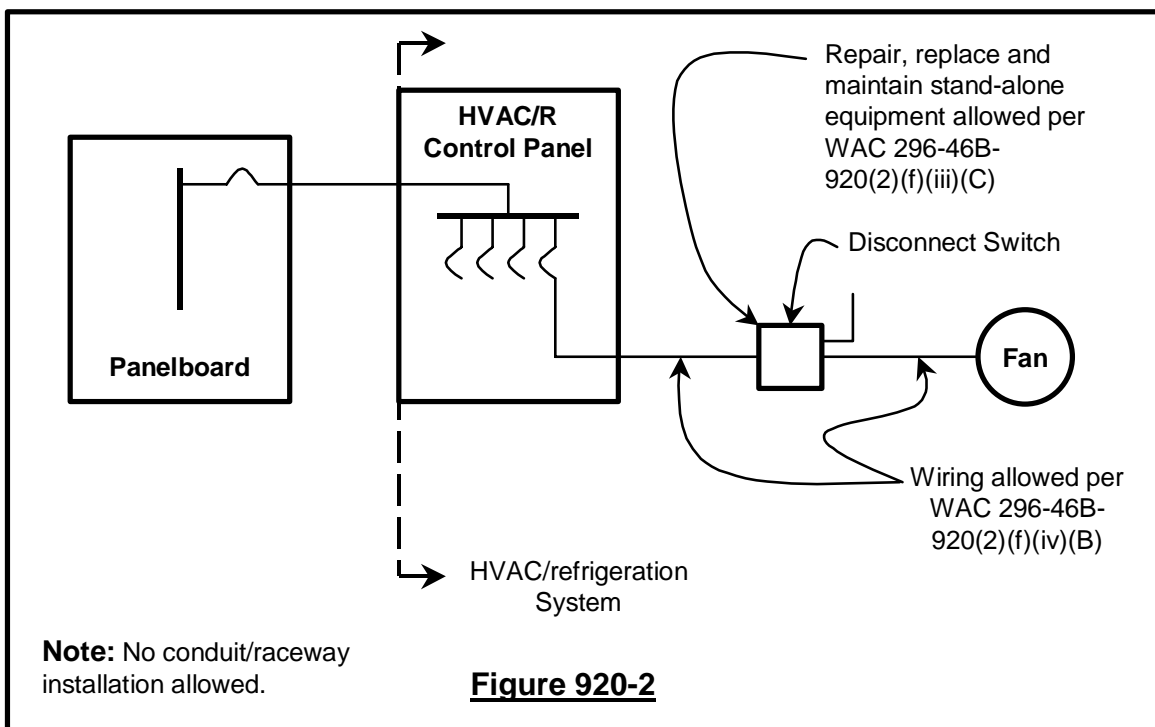 Repair, replace and
maintain stand-alone
equipment allowed per
WAC 296-46B-
920(2)(f)(iii)(C)
HVAC/R
Control Panel
Disconnect Switch
Panelboard
Fan
Wiring allowed per
WAC 296-46B-
920(2)(f)(iv)(B)
HVAC/refrigeration
System
Note: No conduit/raceway
installation allowed.
Figure 920-2